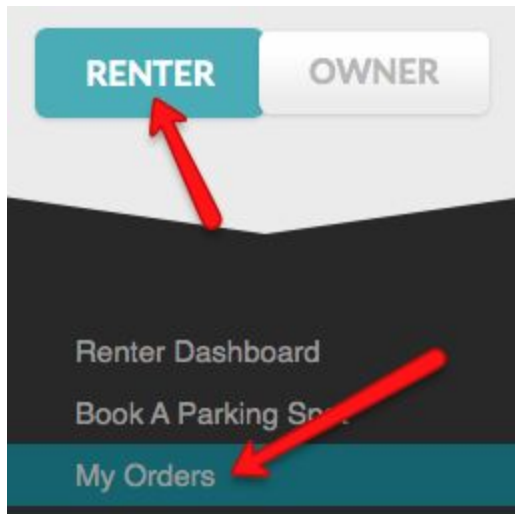 RENTER OWNER
Renter Dashboard
Book A Parking Spot
My Orders